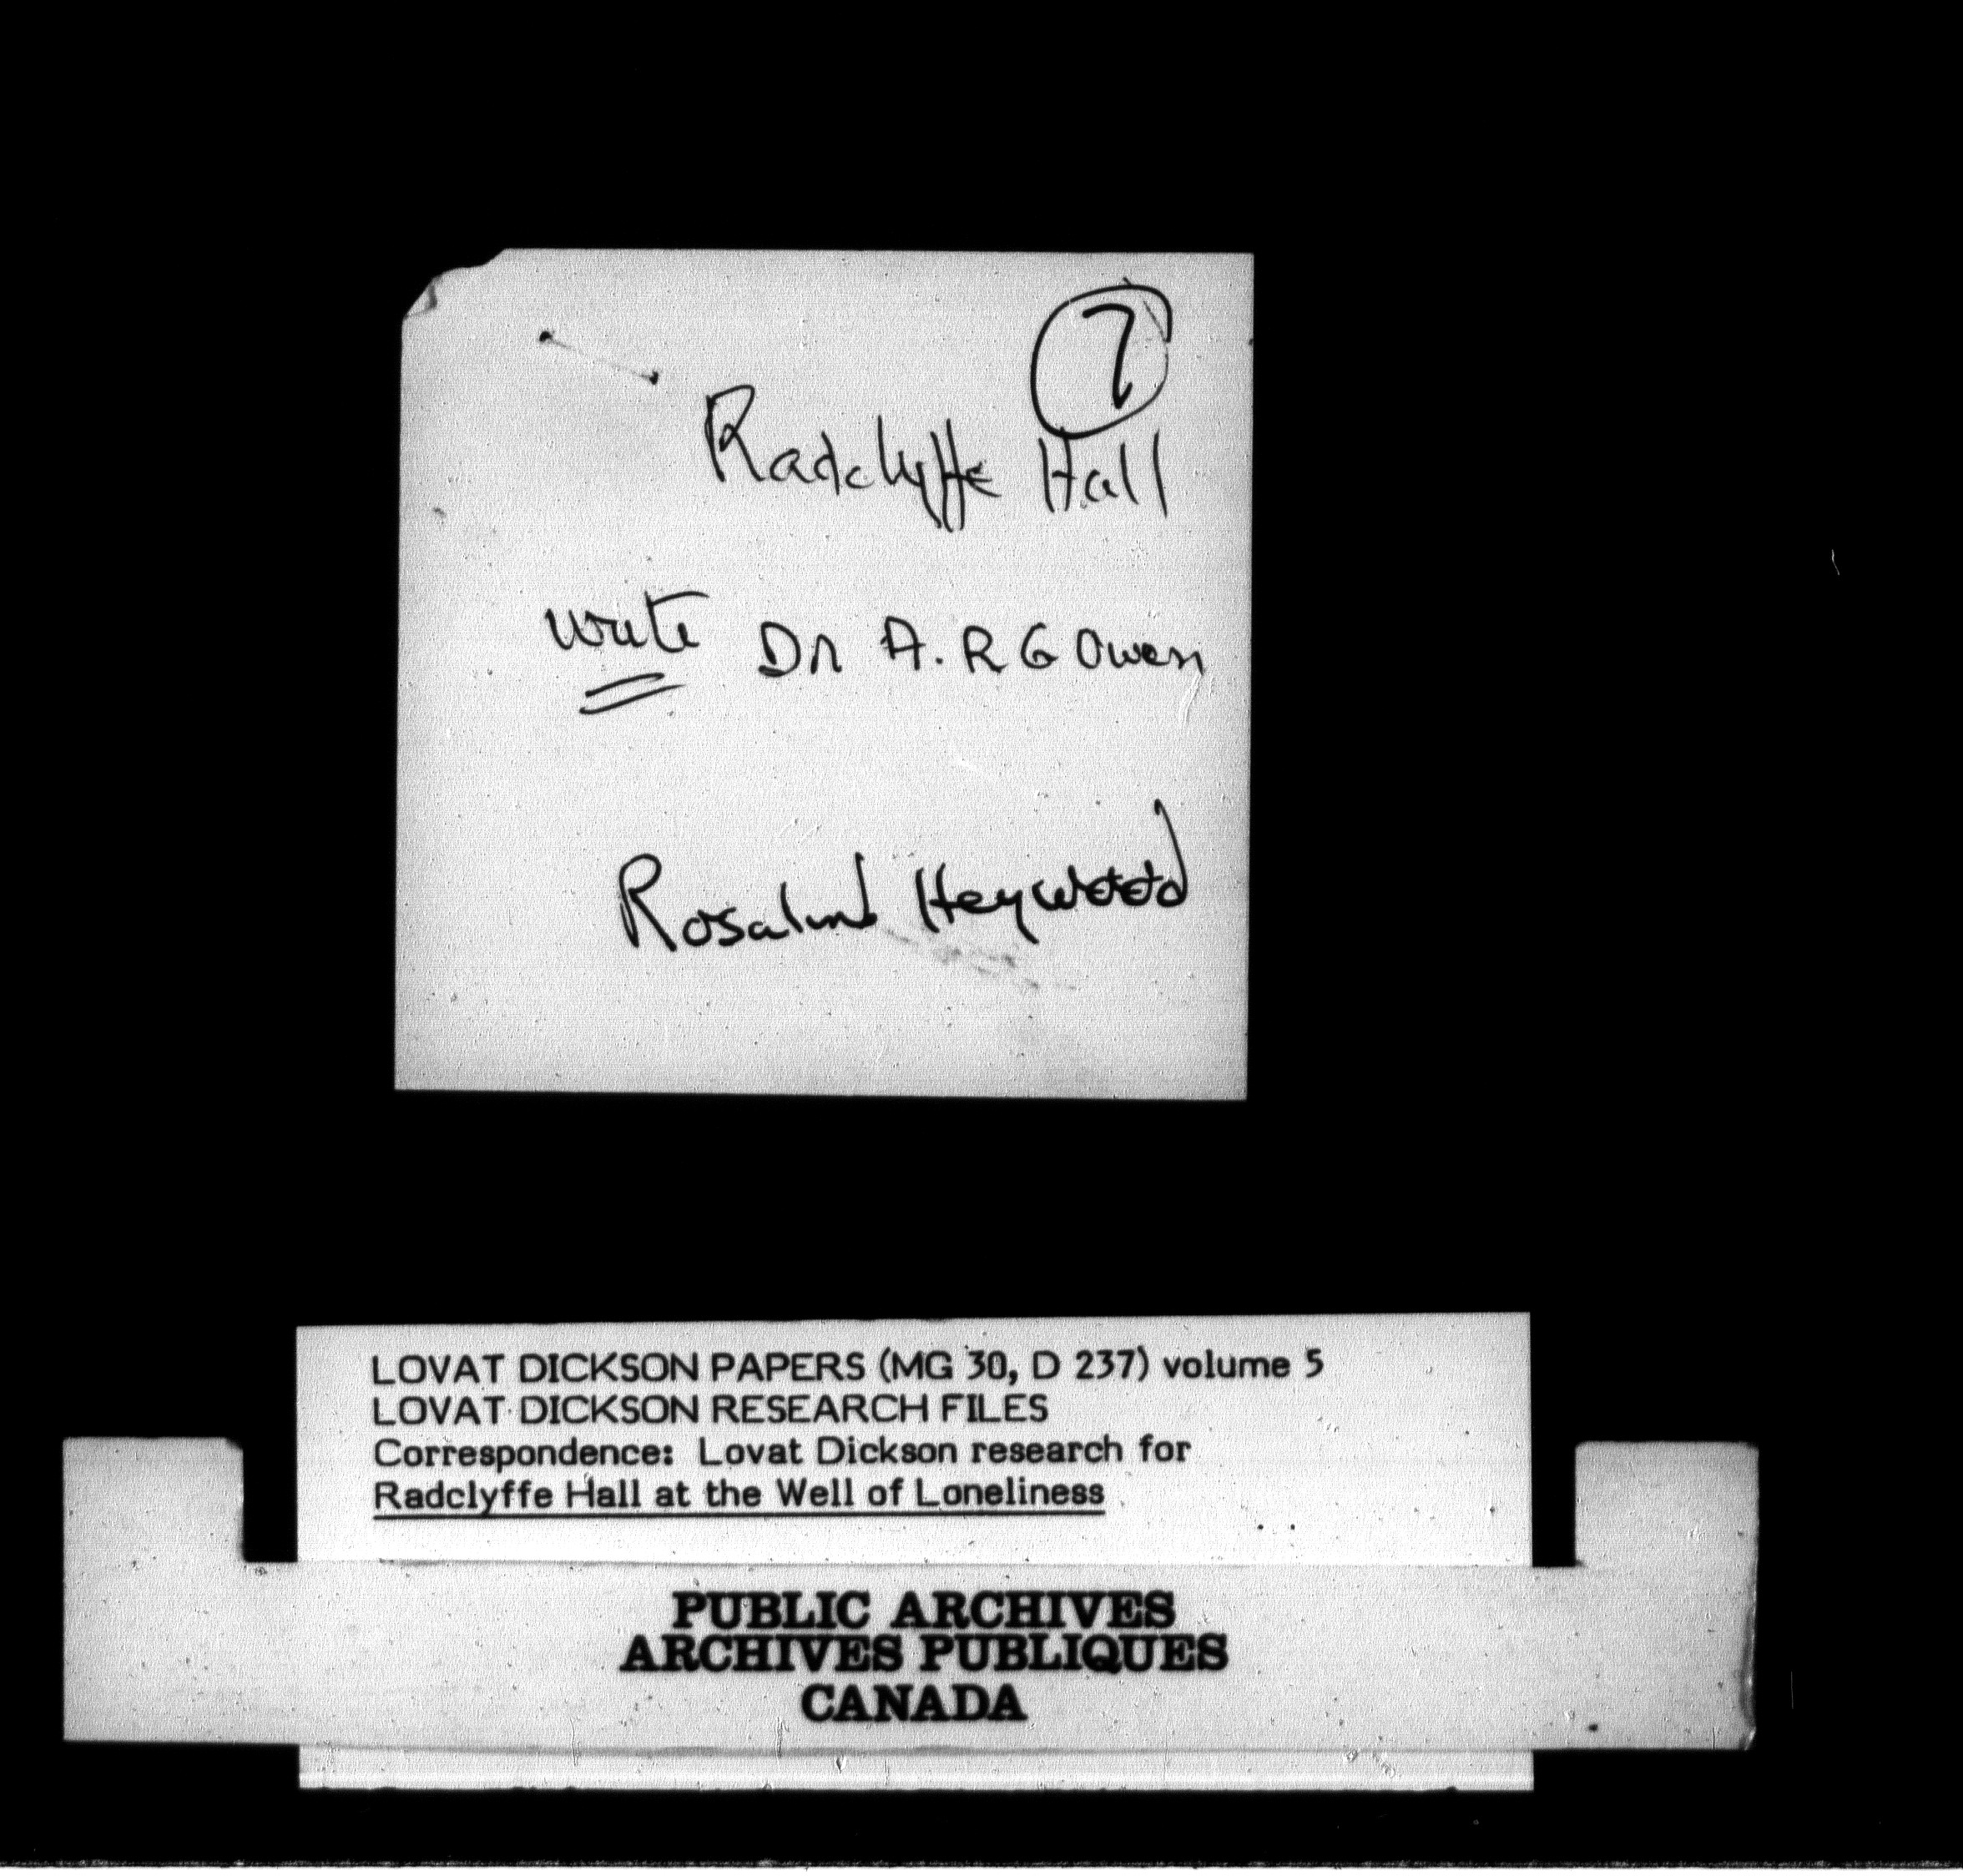 7
Radclyffe Hall
write Dr A. R G Owen
Rosalind Heywood
LOVAT DICKSON PAPERS (MG 30, D 237) volume 5
LOVAT DICKSON RESEARCH FILES
Correspondence: Lovat Dickson research for
Radclyffe Hall at the Well of Loneliness
PUBLIC ARCHIVES
ARCHIVES PUBLIQUES
CANADA